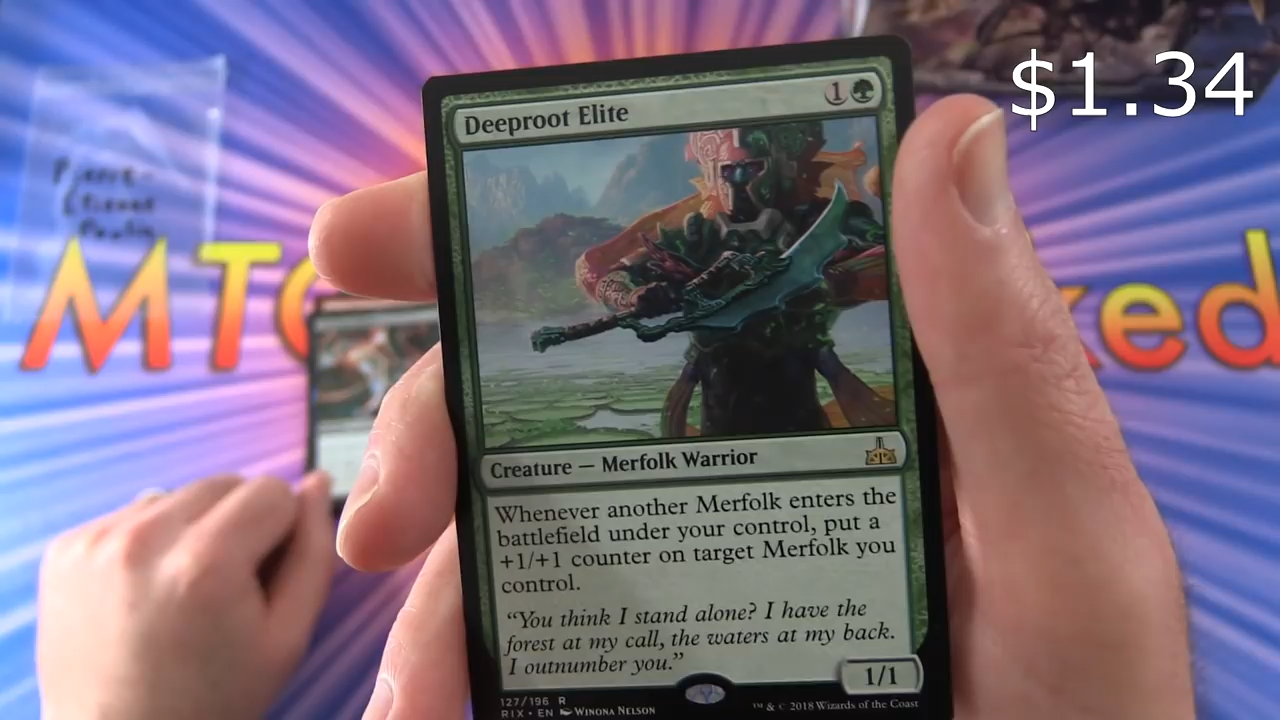 $1.34
Deeproot Elite
1
MTG
ked
Creature — Merfolk Warrior
Whenever another Merfolk enters the
battlefield under your control, put a
+1/+1 counter on target Merfolk you
control.
“You think I stand alone? I have the
forest at my call, the waters at my back.
I outnumber you.”
1/1
127/196 R
RIX • EN Winona Nelson
™ & © 2018 Wizards of the Coast